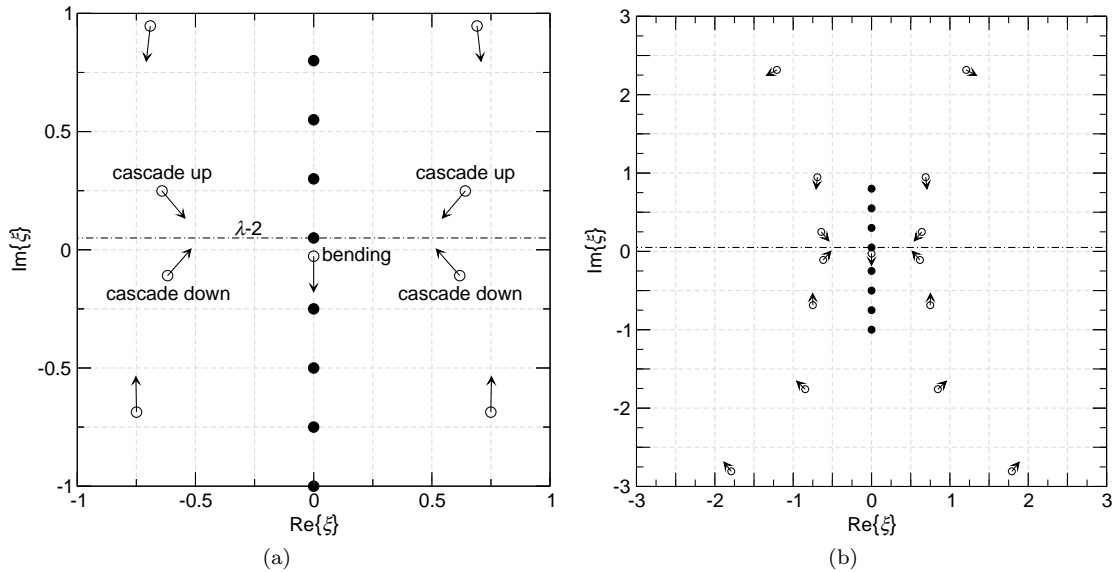 1
0.5
0
-0.5
-1
-1 -0.5 0 0.5 1
Im{ξ}
Re{ξ}
cascade up
cascade up
λ-2
bending
cascade down
cascade down
(a)
3
2
1
0
-1
-2
-3
-3 -2 -1 0 1 2 3
Im{ξ}
Re{ξ}
(b)